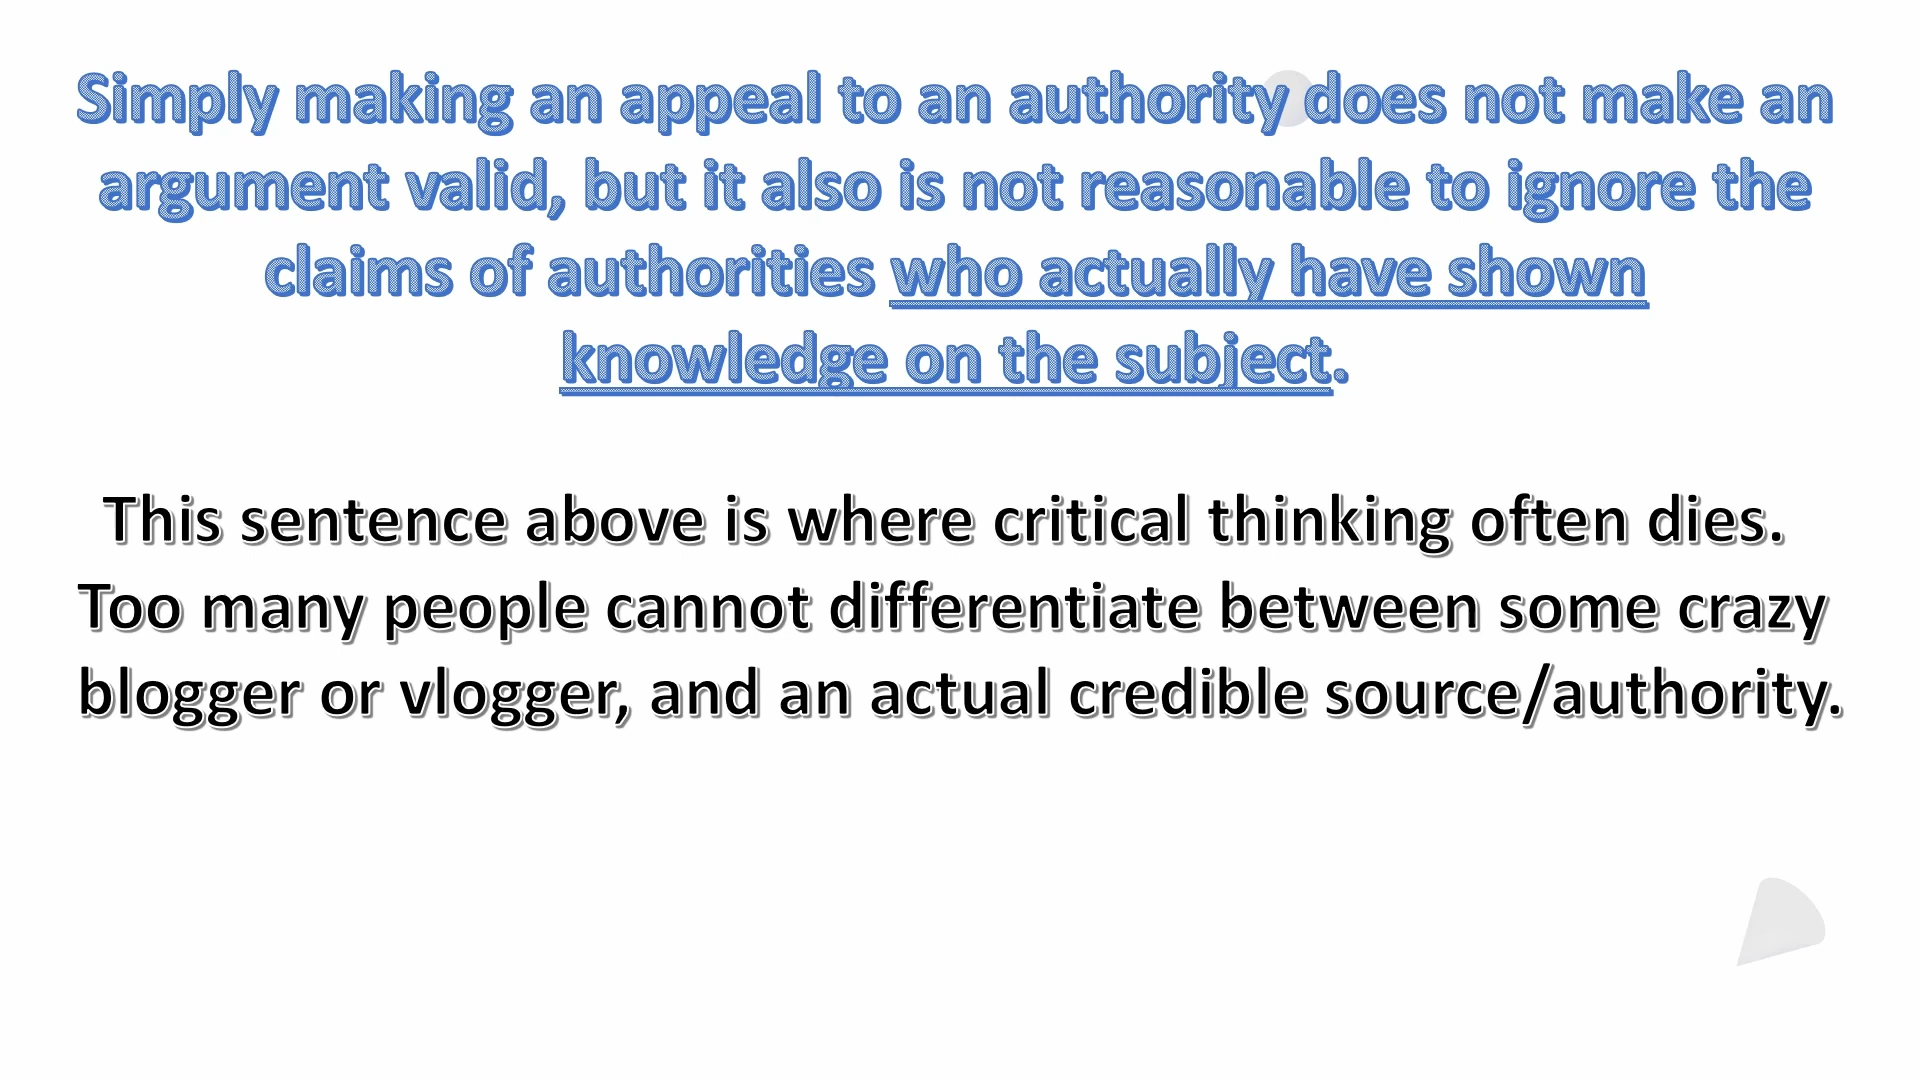 Simply making an appeal to an authority does not make an
argument valid, but it also is not reasonable to ignore the
claims of authorities who actually have shown
knowledge on the subject.
This sentence above is where critical thinking often dies.
Too many people cannot differentiate between some crazy
blogger or vlogger, and an actual credible source/authority.